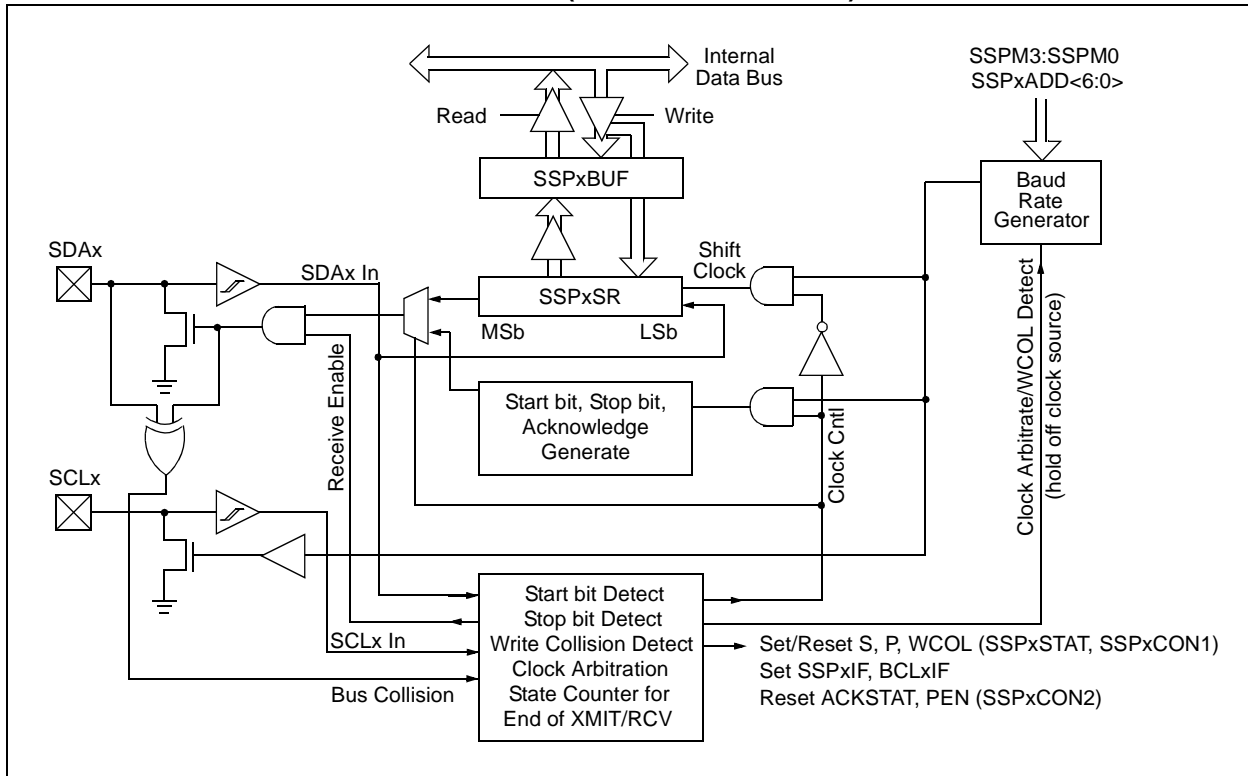 Internal
Data Bus
SSPM3:SSPM0
SSPxADD<6:0>
Read
Write
SSPxBUF
Baud
Rate
Generator
SDAx
SDAx In
Shift
Clock
SSPxSR
MSb
LSb
Start bit, Stop bit,
Acknowledge
Generate
Receive Enable
Clock Cntl
Clock Arbitrate/WCOL Detect
(hold off clock source)
SCLx
SCLx In
Bus Collision
Start bit Detect
Stop bit Detect
Write Collision Detect
Clock Arbitration
State Counter for
End of XMIT/RCV
Set/Reset S, P, WCOL (SSPxSTAT, SSPxCON1)
Set SSPxIF, BCLxIF
Reset ACKSTAT, PEN (SSPxCON2)